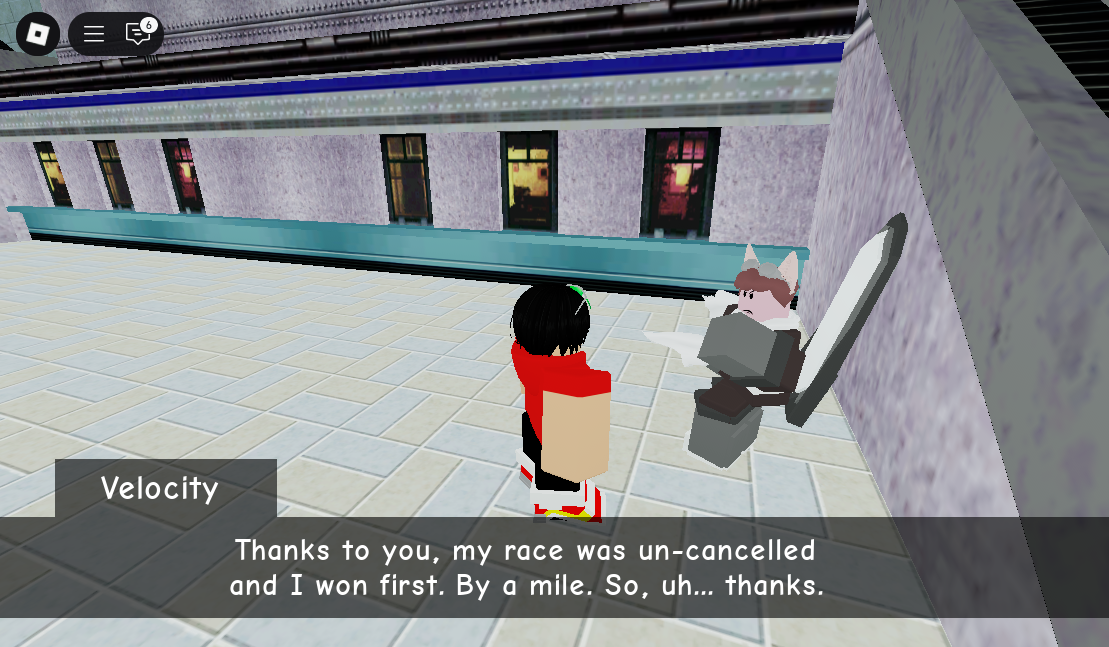 6
Velocity
Thanks to you, my race was un-cancelled
and I won first. By a mile. So, uh... thanks.